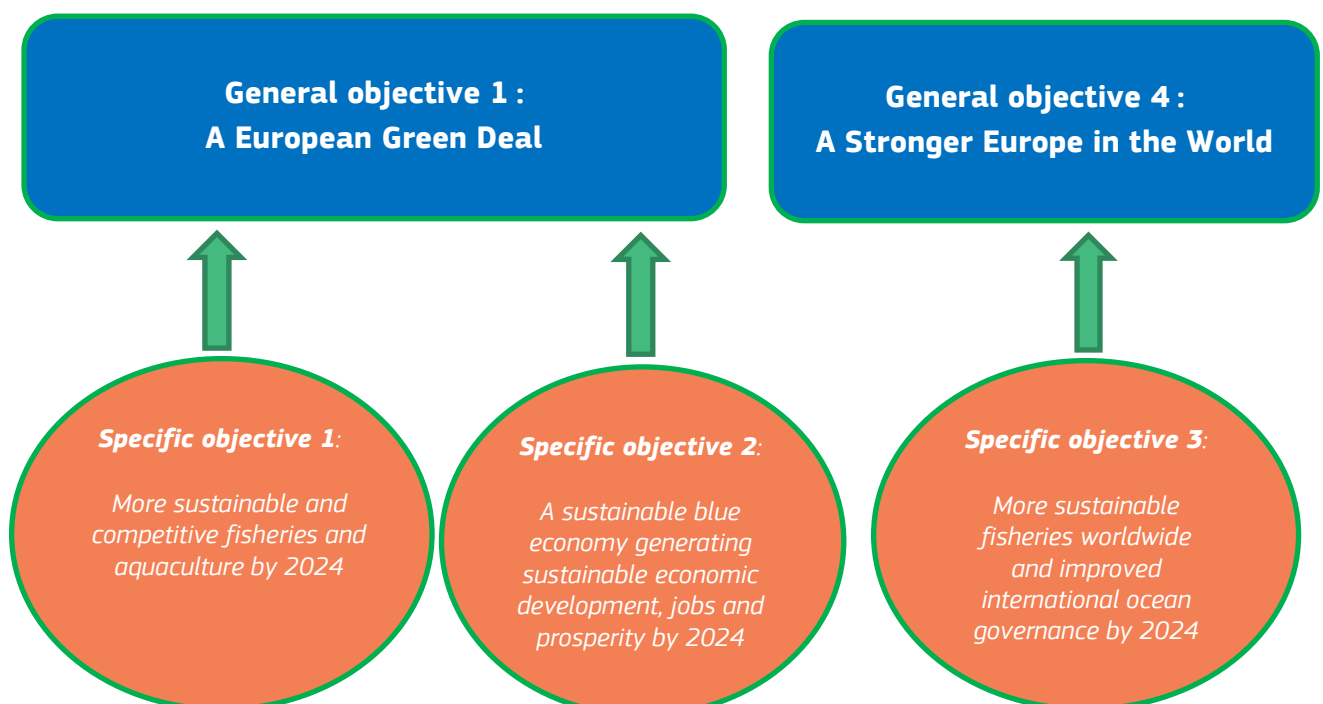 General objective 1 :
A European Green Deal
General objective 4 :
A Stronger Europe in the World
Specific objective 1:
More sustainable and
competitive fisheries and
aquaculture by 2024
Specific objective 2:
A sustainable blue
economy generating
sustainable economic
development, jobs and
prosperity by 2024
Specific objective 3:
More sustainable
fisheries worldwide
and improved
international ocean
governance by 2024